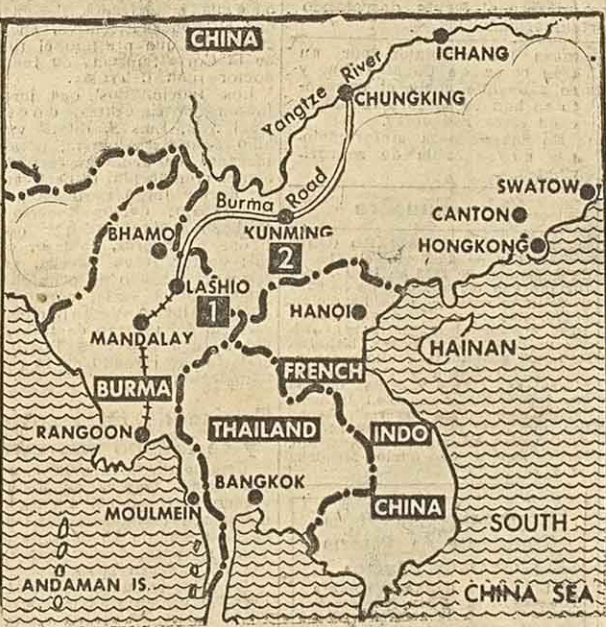 CHINA
ICHANG
Yangtze River
CHUNGKING
Burma Road
SWATOW
CANTON
KUNMING
HONGKONG
BHAMO
2
LASHIO
1
HANOI
MANDALAY
HAINAN
FRENCH
BURMA
RANGOON
THAILAND
INDO
BANGKOK
CHINA
MOULMEIN
SOUTH
ANDAMAN IS.
CHINA SEA